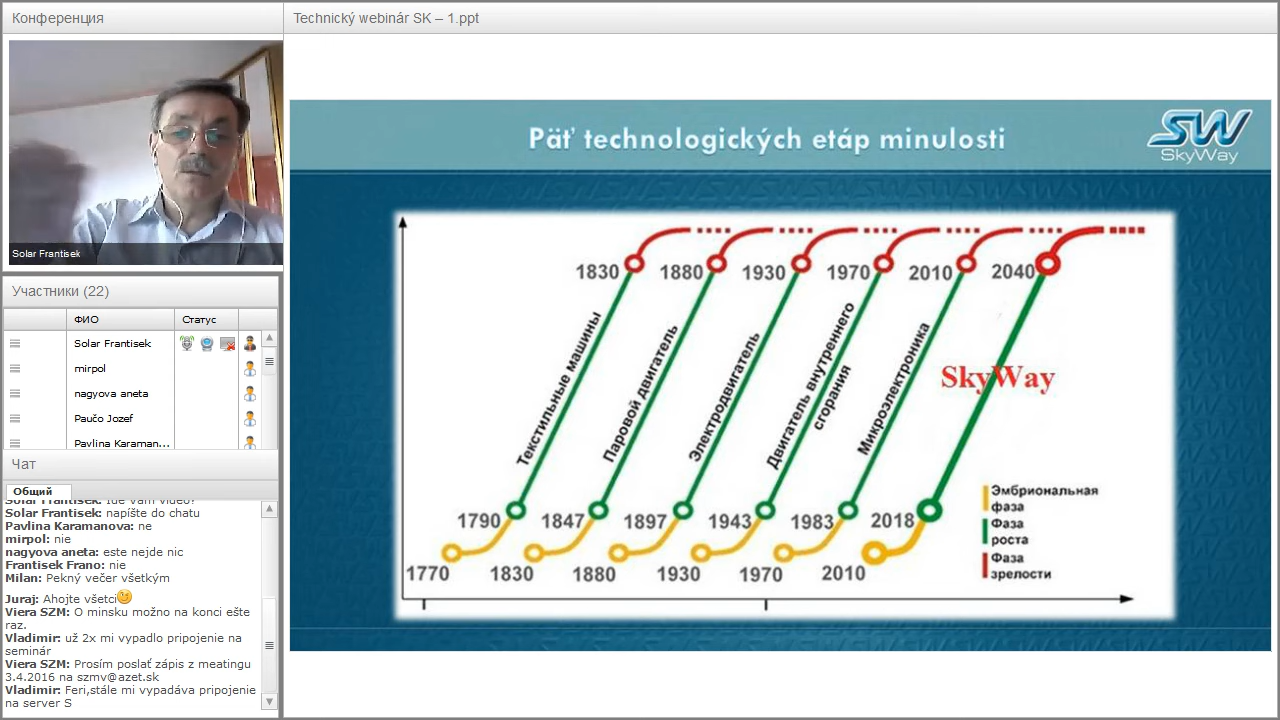 Конференция
Solar Frantisek
Участники (22)
ФИО
Статус
Solar Frantisek
mirpol
nagyova aneta
Paučo Jozef
Pavlina Karaman...
Чат
Общий
Solar Frantisek:
Solar Frantisek: napíšte do chatu
Pavlina Karamanova: ne
mirpol: nie
nagyova aneta: este nejde nic
Frantisek Frano: nie
Milan: Pekný večer všetkým
Juraj: Ahojte všetci
Viera SZM: O minsku možno na konci ešte
raz.
Vladimir: už 2x mi vypadlo pripojenie na
seminár
Viera SZM: Prosím poslať zápis z meatingu
3.4.2016 na szmv@azet.sk
Vladimir: Feri,stále mi vypadáva pripojenie
na server S
Technický webinár SK – 1.ppt
Päť technologických etáp minulosti
SW
SkyWay
1830
1880
1930
1970
2010
2040
Текстильные машины
Паровой двигатель
Электродвигатель
Двигатель внутреннего
сгорания
Микроэлектроника
SkyWay
1790
1847
1897
1943
1983
2018
1770
1830
1880
1930
1970
2010
Эмбриональная
фаза
Фаза
роста
Фаза
зрелости